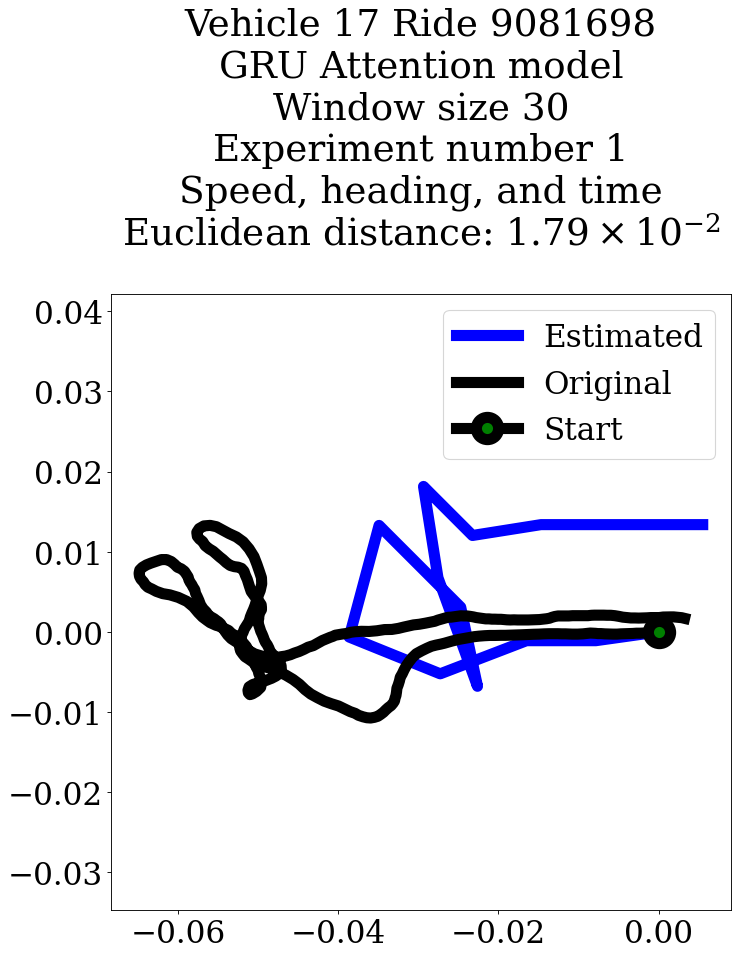 Vehicle 17 Ride 9081698
GRU Attention model
Window size 30
Experiment number 1
Speed, heading, and time
Euclidean distance: 1.79 × 10⁻²
Estimated
Original
Start
0.04
0.03
0.02
0.01
0.00
−0.01
−0.02
−0.03
−0.06
−0.04
−0.02
0.00